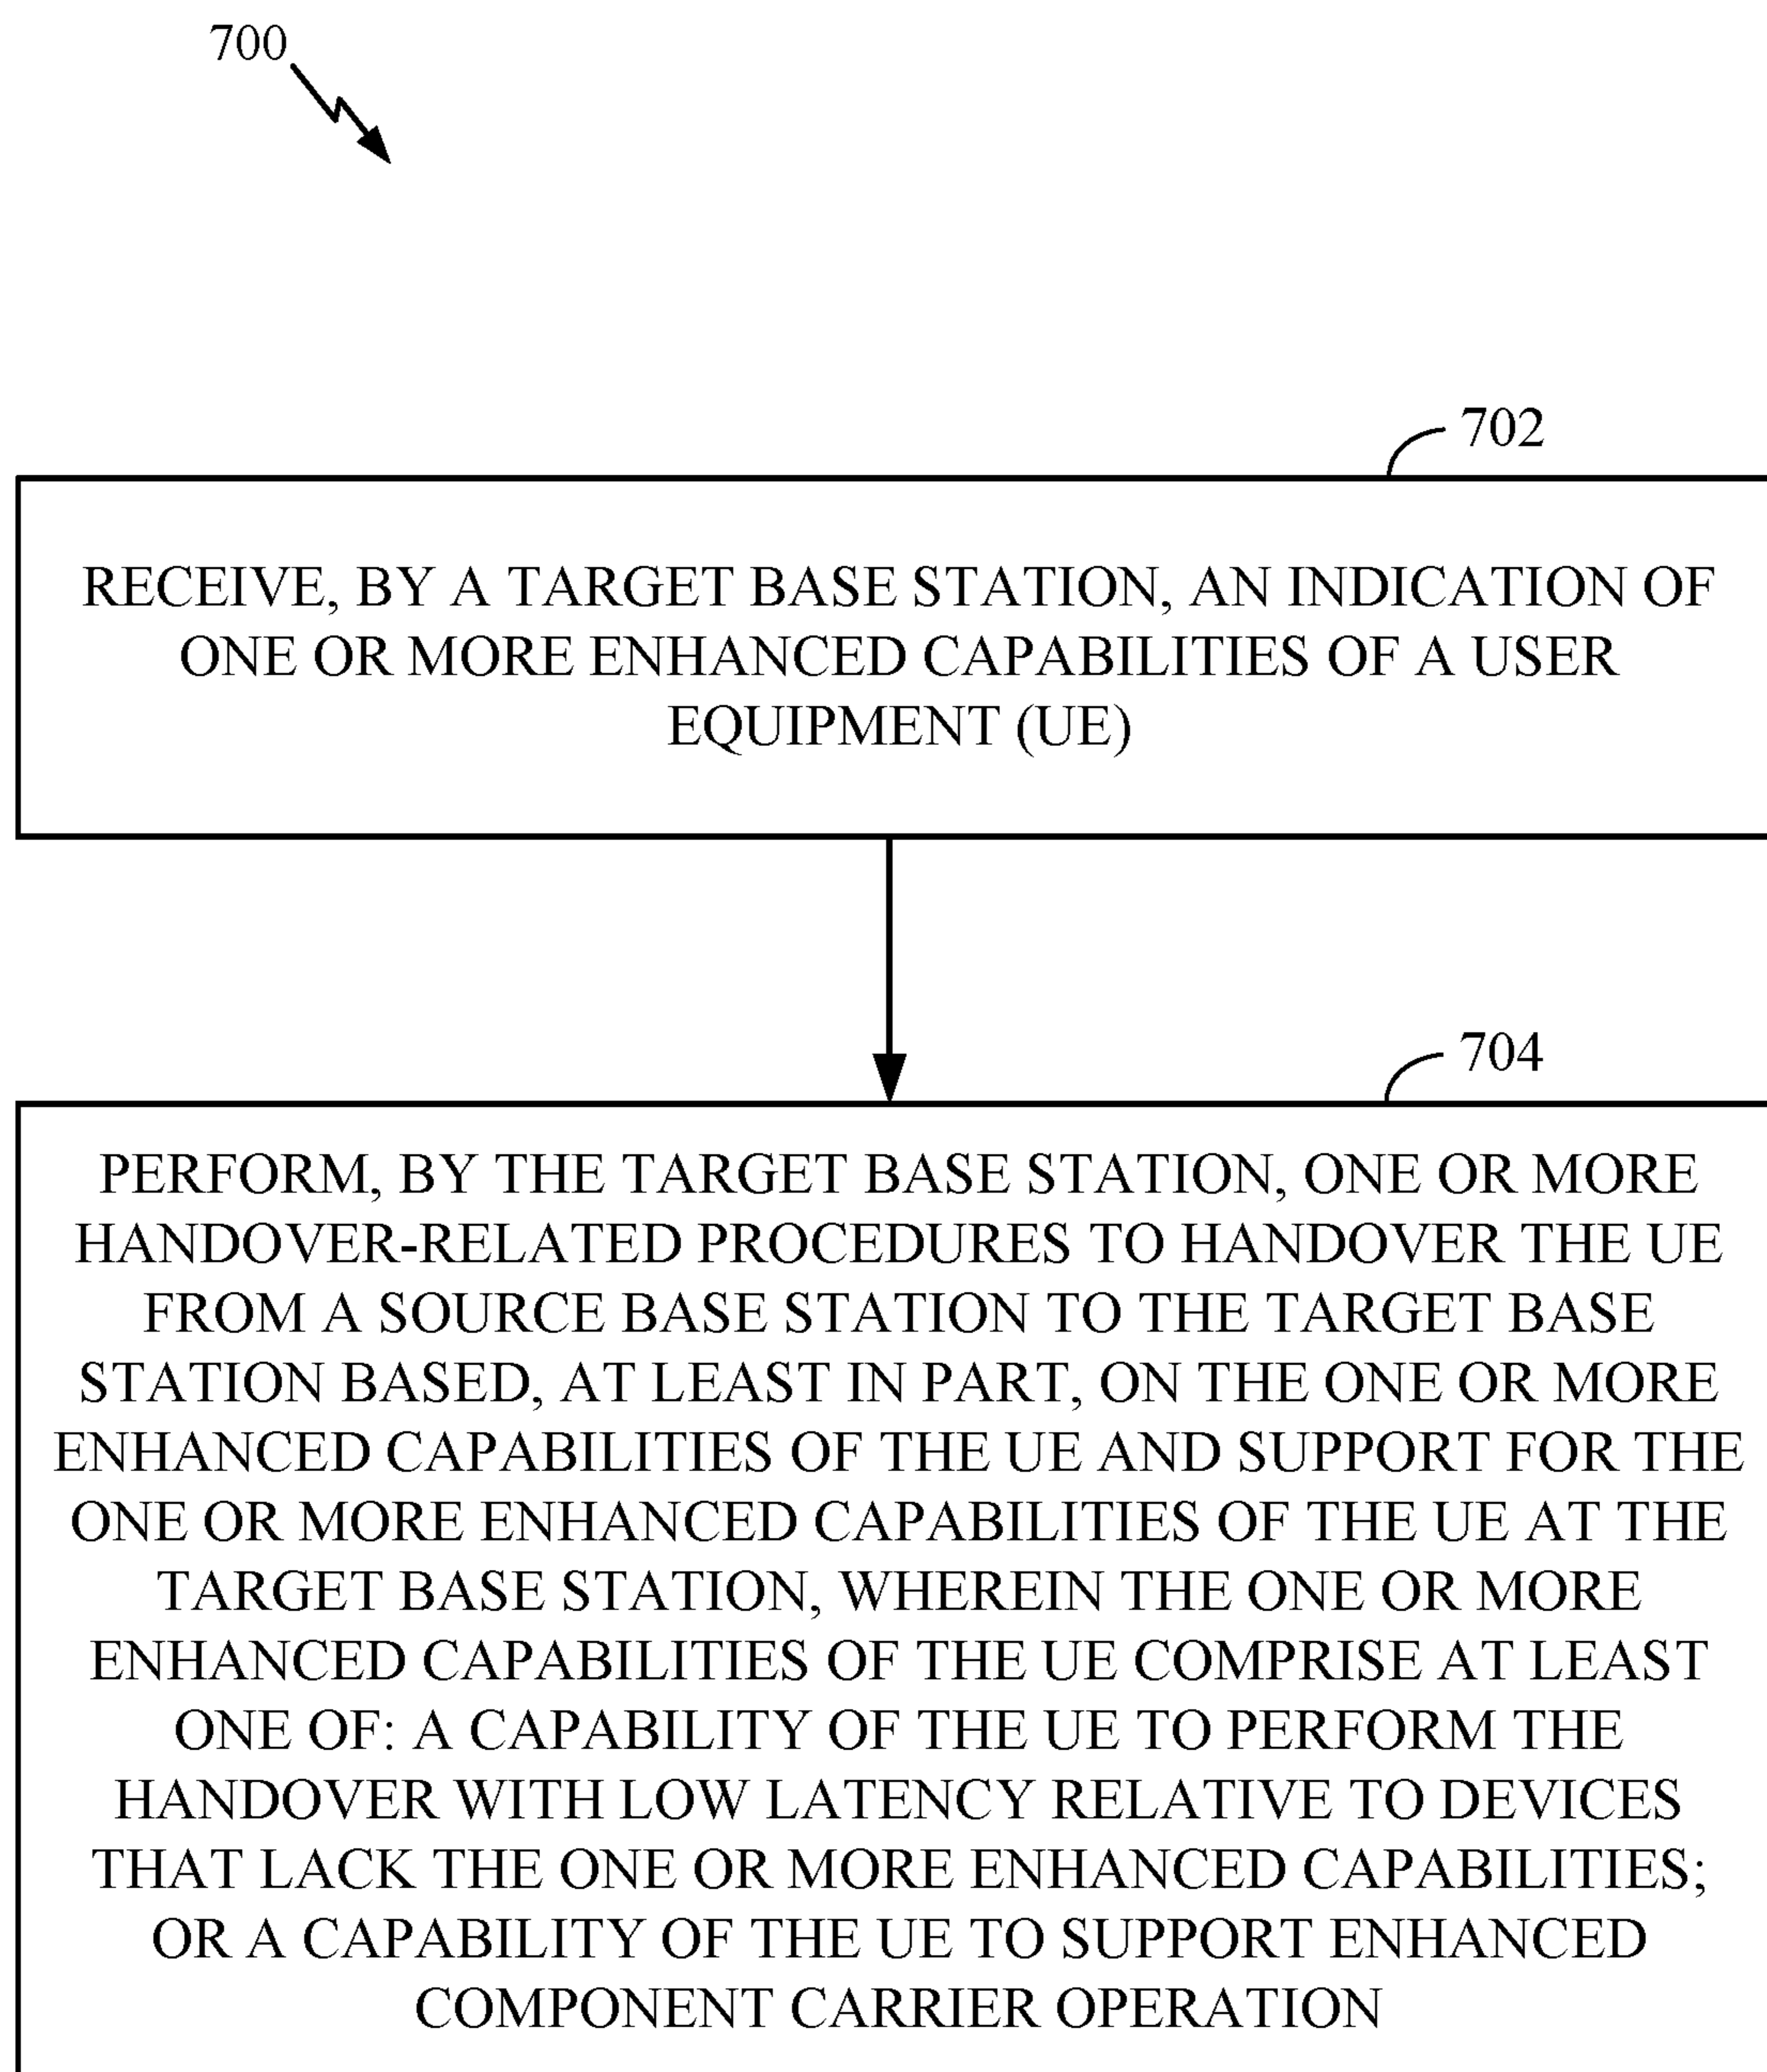 700
702
RECEIVE, BY A TARGET BASE STATION, AN INDICATION OF
ONE OR MORE ENHANCED CAPABILITIES OF A USER
EQUIPMENT (UE)
704
PERFORM, BY THE TARGET BASE STATION, ONE OR MORE
HANDOVER-RELATED PROCEDURES TO HANDOVER THE UE
FROM A SOURCE BASE STATION TO THE TARGET BASE
STATION BASED, AT LEAST IN PART, ON THE ONE OR MORE
ENHANCED CAPABILITIES OF THE UE AND SUPPORT FOR THE
ONE OR MORE ENHANCED CAPABILITIES OF THE UE AT THE
TARGET BASE STATION, WHEREIN THE ONE OR MORE
ENHANCED CAPABILITIES OF THE UE COMPRISE AT LEAST
ONE OF: A CAPABILITY OF THE UE TO PERFORM THE
HANDOVER WITH LOW LATENCY RELATIVE TO DEVICES
THAT LACK THE ONE OR MORE ENHANCED CAPABILITIES;
OR A CAPABILITY OF THE UE TO SUPPORT ENHANCED
COMPONENT CARRIER OPERATION